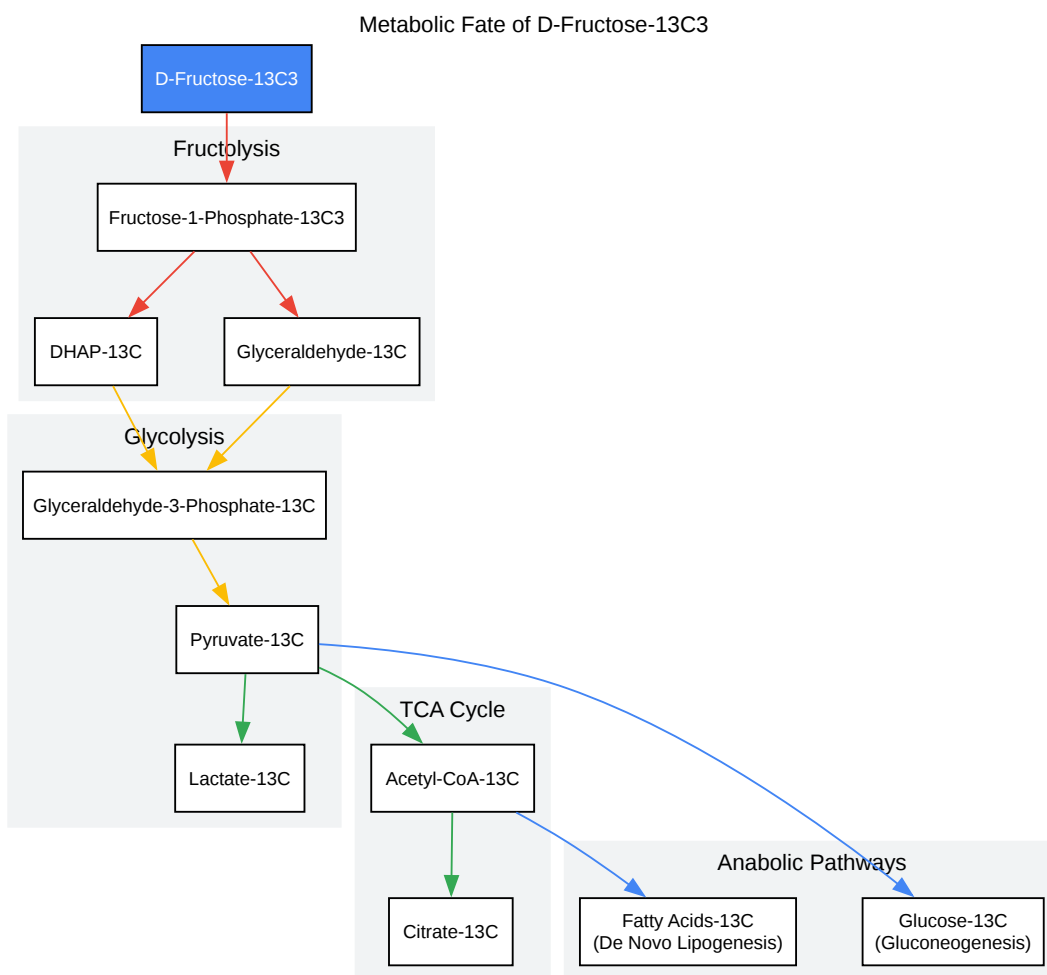 Metabolic Fate of D-Fructose-13C3
D-Fructose-13C3
Fructolysis
Fructose-1-Phosphate-13C3
DHAP-13C
Glyceraldehyde-13C
Glycolysis
Glyceraldehyde-3-Phosphate-13C
Pyruvate-13C
TCA Cycle
Lactate-13C
Acetyl-CoA-13C
Anabolic Pathways
Citrate-13C
Fatty Acids-13C
(De Novo Lipogenesis)
Glucose-13C
(Gluconeogenesis)